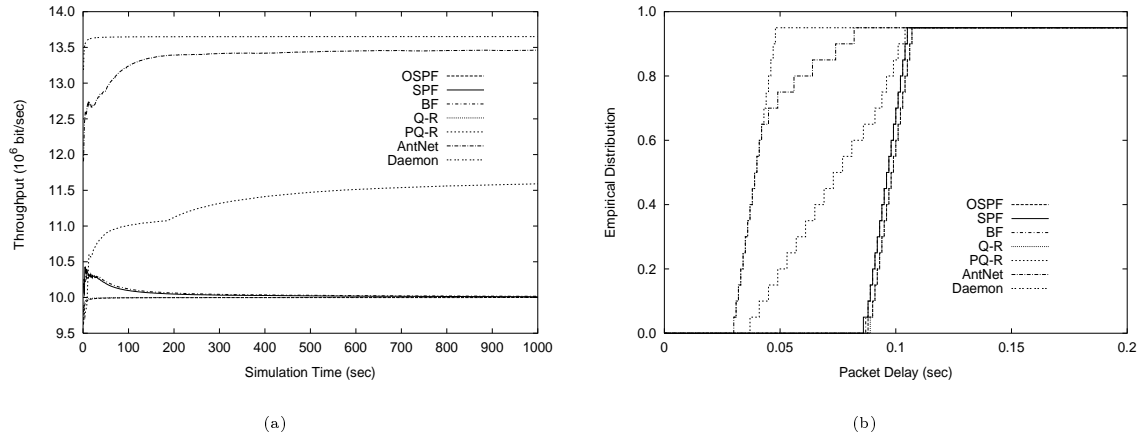 14.0
13.5
13.0
12.5
12.0
11.5
11.0
10.5
10.0
9.5
0 100 200 300 400 500 600 700 800 900 1000
Throughput (10^6 bit/sec)
Simulation Time (sec)
OSPF
SPF
BF
Q-R
PQ-R
AntNet
Daemon
(a)
1.0
0.8
0.6
0.4
0.2
0.0
0 0.05 0.1 0.15 0.2
Empirical Distribution
Packet Delay (sec)
OSPF
SPF
BF
Q-R
PQ-R
AntNet
Daemon
(b)